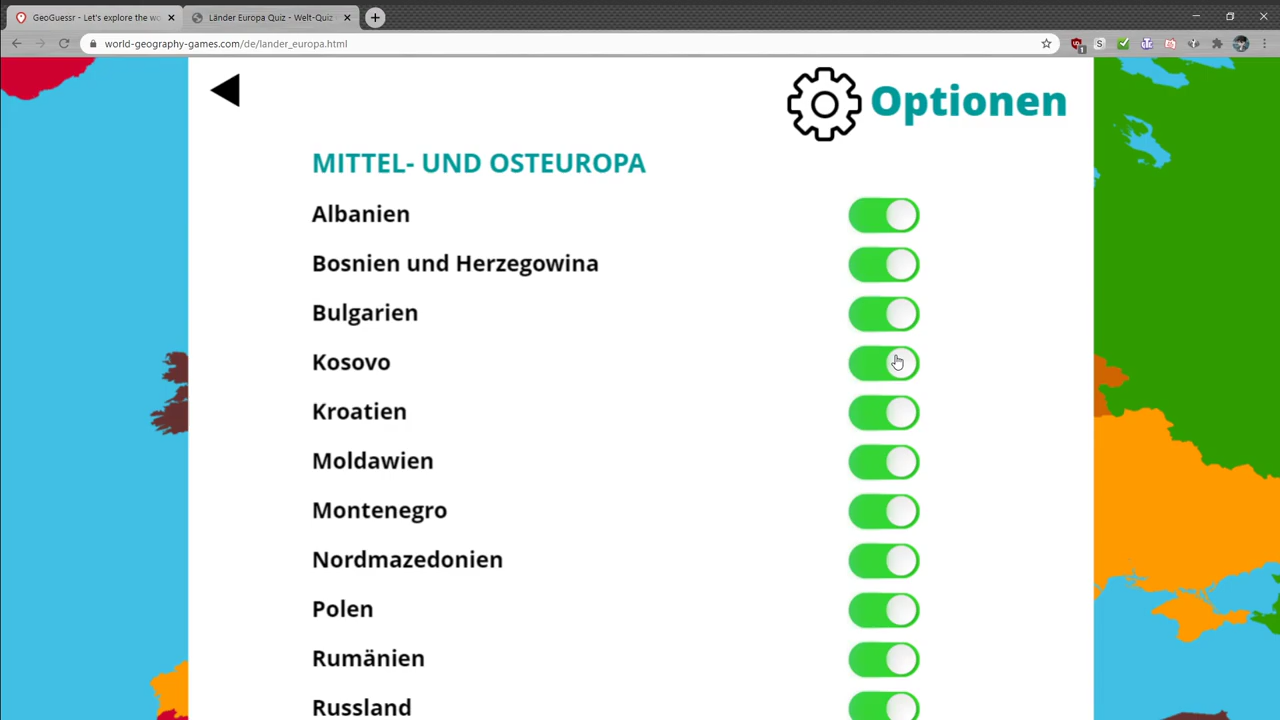 GeoGuessr - Let's explore the wo
Länder Europa Quiz - Welt-Quiz
world-geography-games.com/de/lander_europa.html
1
S
Optionen
MITTEL- UND OSTEUROPA
Albanien
Bosnien und Herzegowina
Bulgarien
Kosovo
Kroatien
Moldawien
Montenegro
Nordmazedonien
Polen
Rumänien
Russland